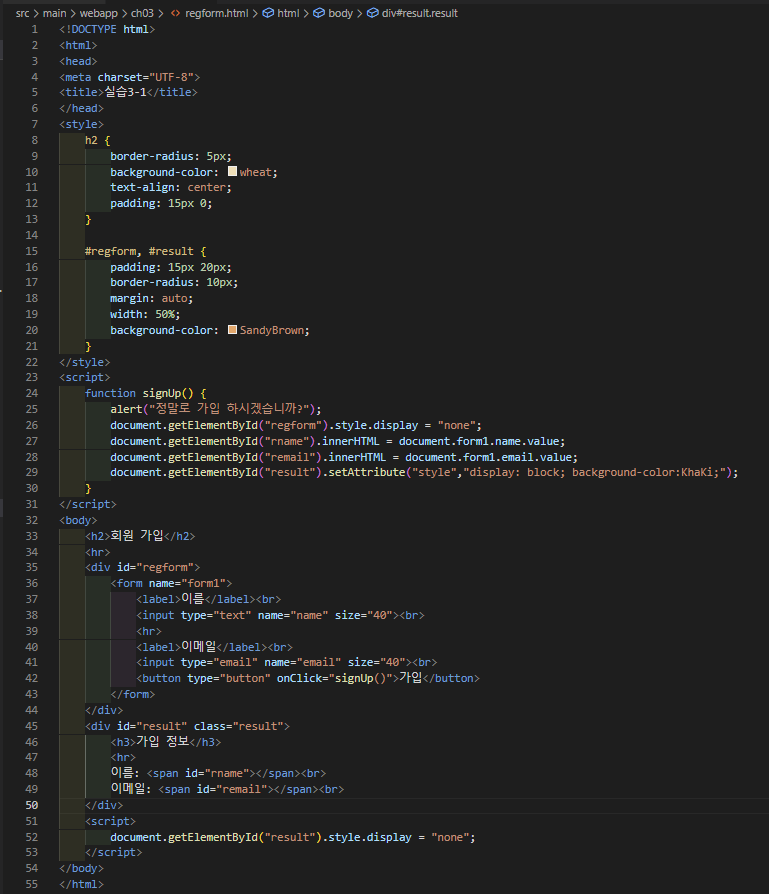 src > main > webapp > ch03 > <> regform.html > html > body > div#result.result
1 <!DOCTYPE html>
2 <html>
3 <head>
4 <meta charset="UTF-8">
5 <title>실습3-1</title>
6 </head>
7 <style>
8     h2 {
9         border-radius: 5px;
10         background-color: wheat;
11         text-align: center;
12         padding: 15px 0;
13     }
14
15     #regform, #result {
16         padding: 15px 20px;
17         border-radius: 10px;
18         margin: auto;
19         width: 50%;
20         background-color: SandyBrown;
21     }
22 </style>
23 <script>
24     function signUp() {
25         alert("정말로 가입 하시겠습니까?");
26         document.getElementById("regform").style.display = "none";
27         document.getElementById("rname").innerHTML = document.form1.name.value;
28         document.getElementById("remail").innerHTML = document.form1.email.value;
29         document.getElementById("result").setAttribute("style","display: block; background-color:KhaKi;");
30     }
31 </script>
32 <body>
33     <h2>회원 가입</h2>
34     <hr>
35     <div id="regform">
36         <form name="form1">
37             <label>이름</label><br>
38             <input type="text" name="name" size="40"><br>
39             <hr>
40             <label>이메일</label><br>
41             <input type="email" name="email" size="40"><br>
42             <button type="button" onClick="signUp()">가입</button>
43         </form>
44     </div>
45     <div id="result" class="result">
46         <h3>가입 정보</h3>
47         <hr>
48         이름: <span id="rname"></span><br>
49         이메일: <span id="remail"></span><br>
50     </div>
51     <script>
52         document.getElementById("result").style.display = "none";
53     </script>
54 </body>
55 </html>